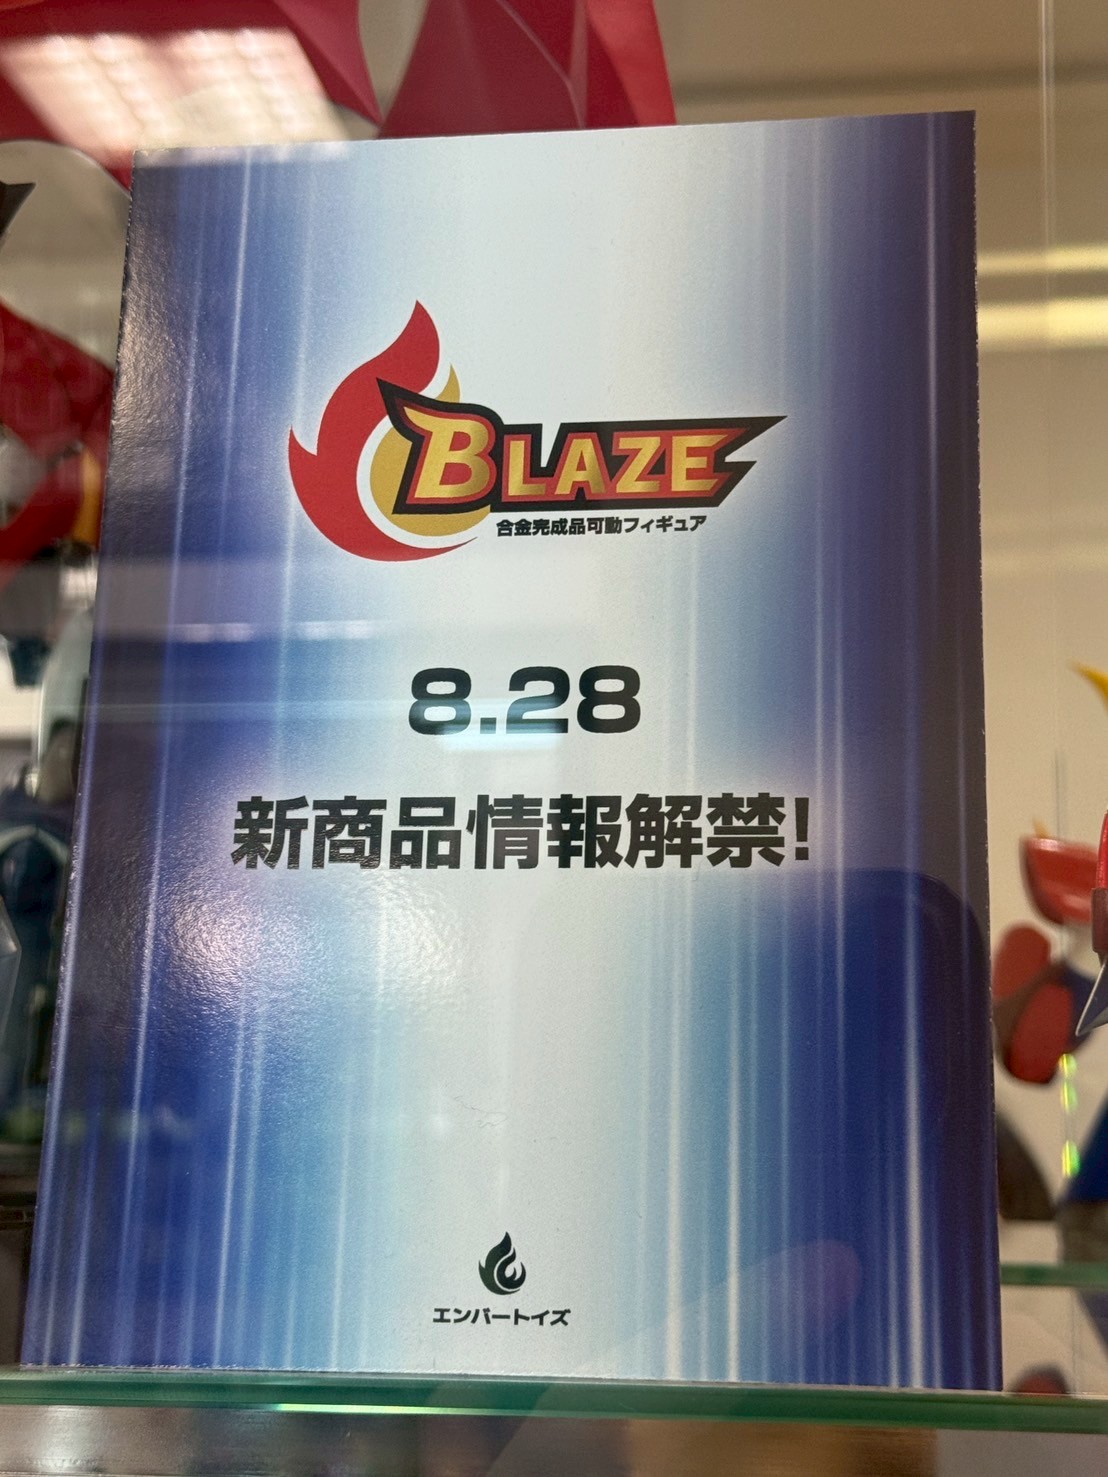 BLAZE
合金完成品可動フィギュア
8.28
新商品情報解禁!
エンバートイズ